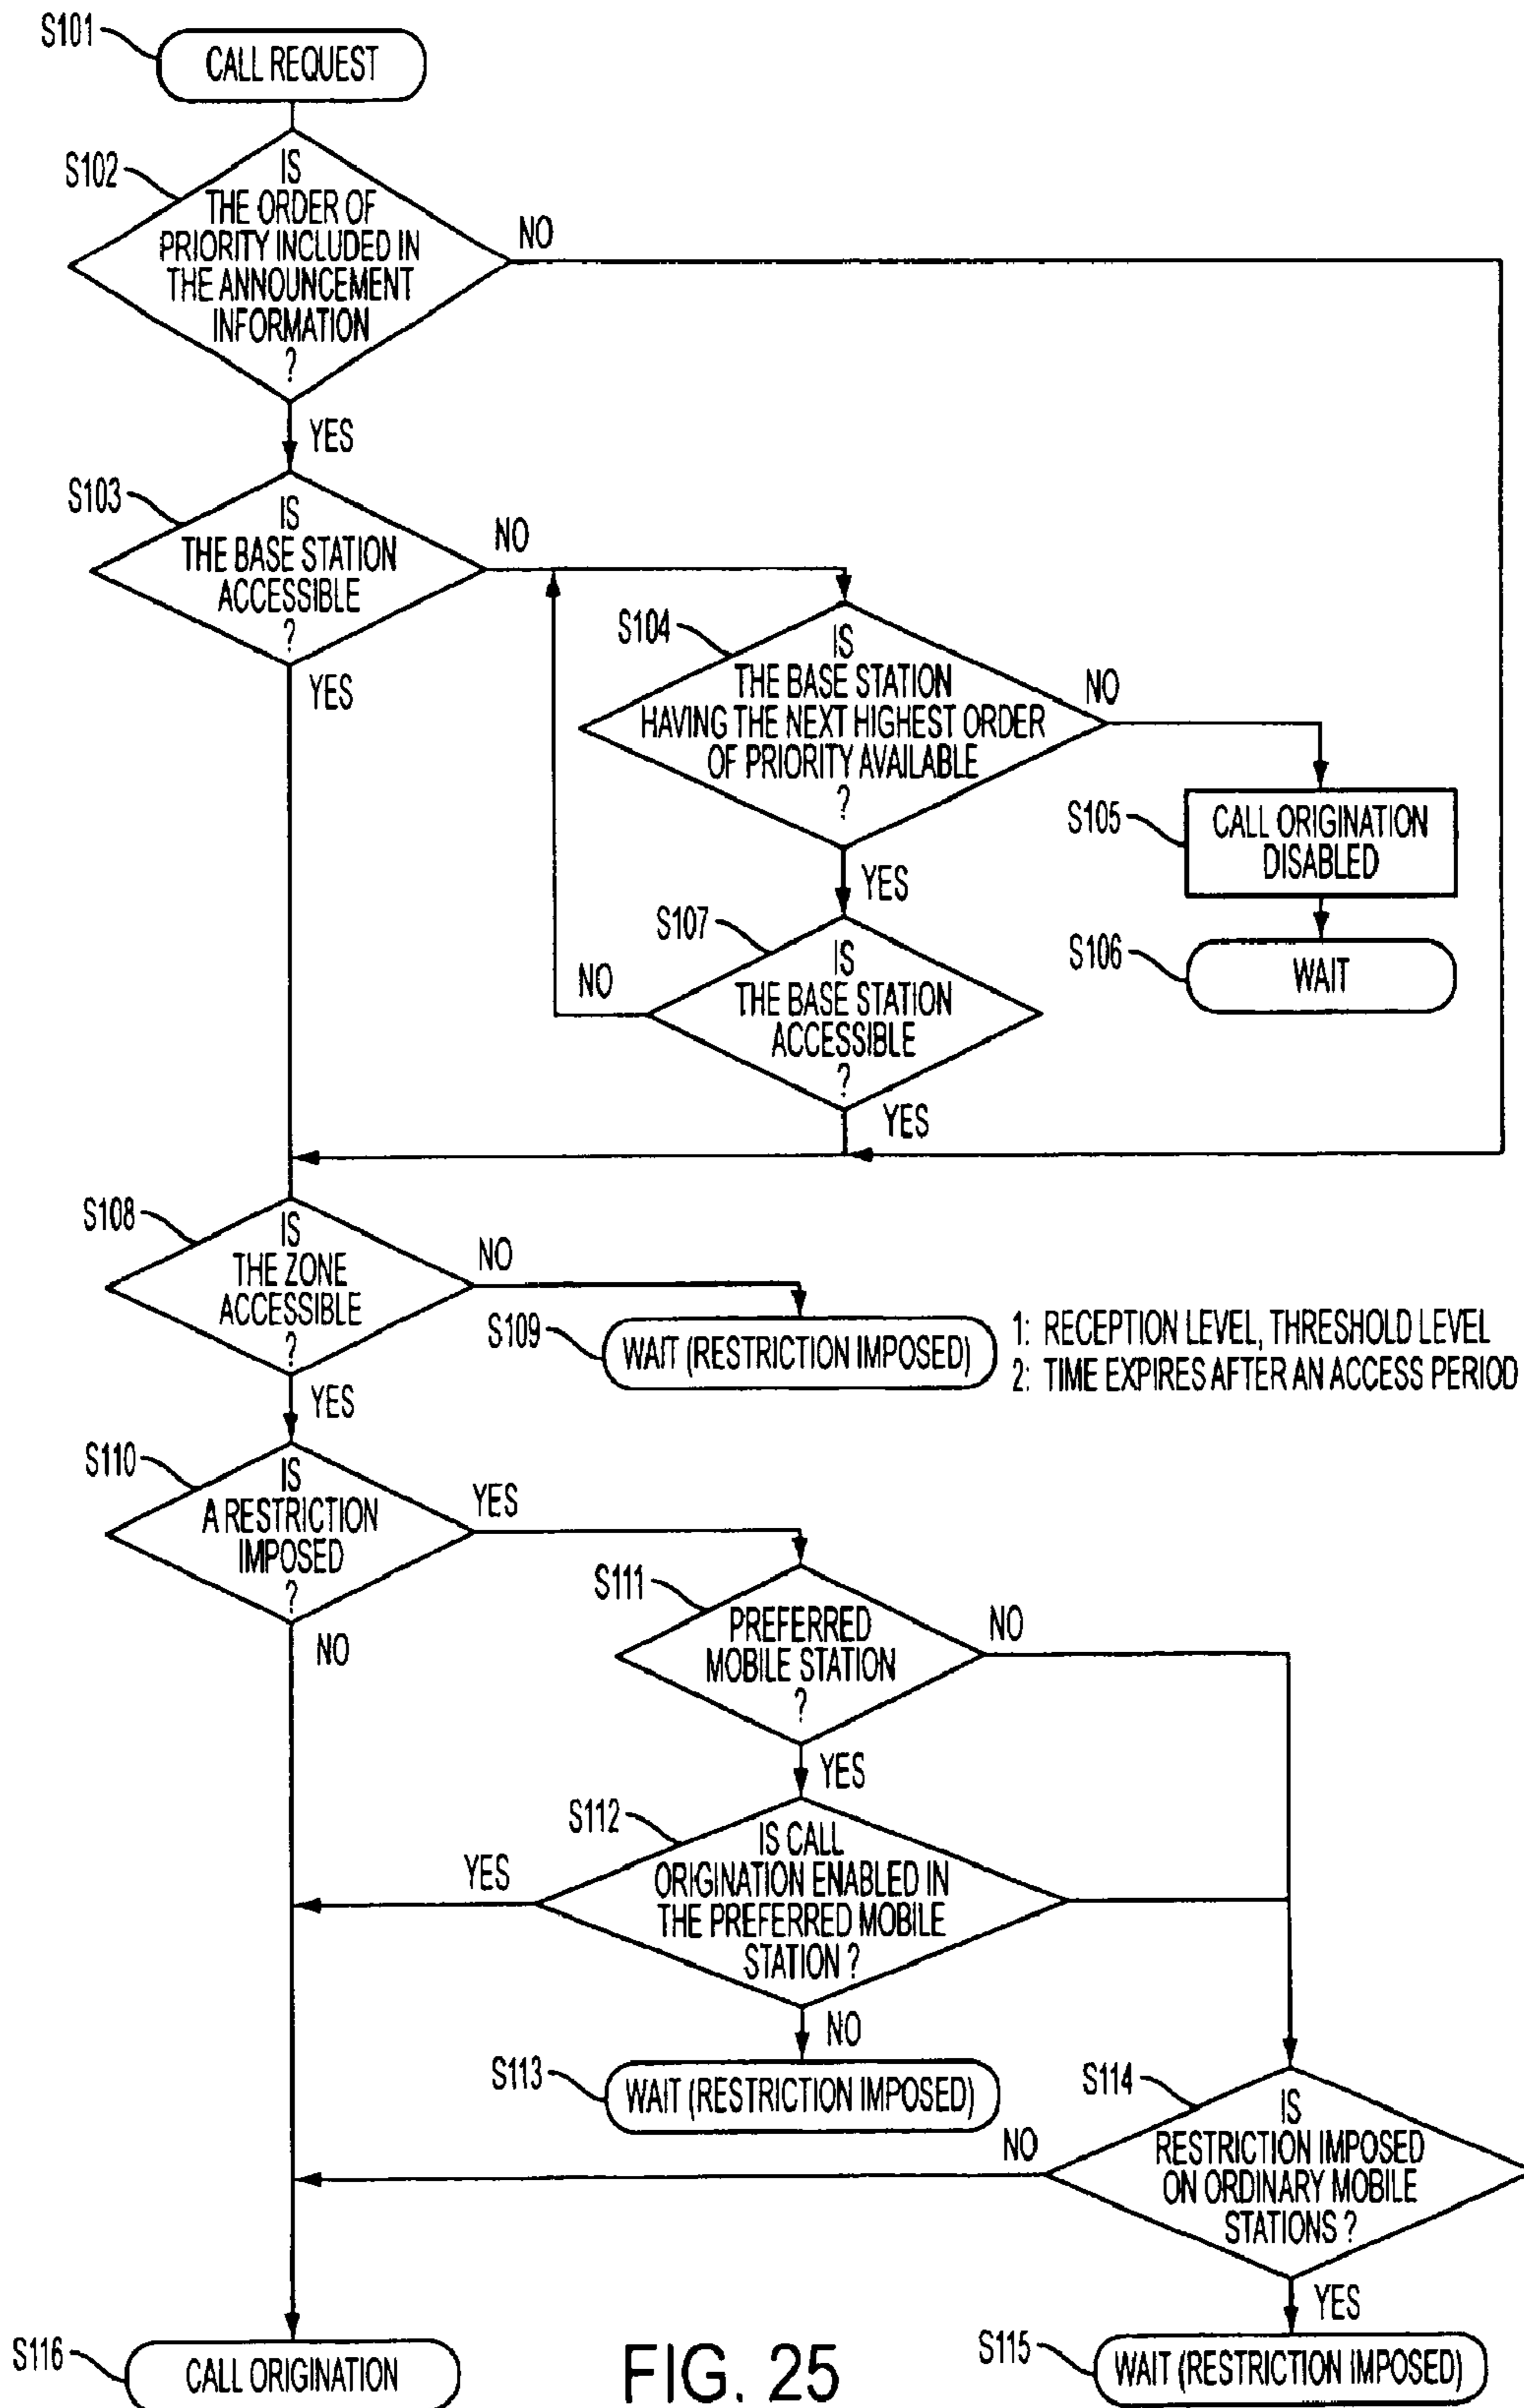 S101
CALL REQUEST
S102
IS
THE ORDER OF
PRIORITY INCLUDED IN
THE ANNOUNCEMENT
INFORMATION
?
NO
YES
S103
IS
THE BASE STATION
ACCESSIBLE
?
NO
YES
S104
IS
THE BASE STATION
HAVING THE NEXT HIGHEST ORDER
OF PRIORITY AVAILABLE
?
NO
YES
S105
CALL ORIGINATION
DISABLED
S106
WAIT
S107
IS
THE BASE STATION
ACCESSIBLE
?
NO
YES
S108
IS
THE ZONE
ACCESSIBLE
?
NO
YES
S109
WAIT (RESTRICTION IMPOSED)
1: RECEPTION LEVEL, THRESHOLD LEVEL
2: TIME EXPIRES AFTER AN ACCESS PERIOD
S110
IS
A RESTRICTION
IMPOSED
?
YES
NO
S111
PREFERRED
MOBILE STATION
?
NO
YES
S112
IS CALL
ORIGINATION ENABLED IN
THE PREFERRED MOBILE
STATION ?
YES
NO
S113
WAIT (RESTRICTION IMPOSED)
S114
IS
RESTRICTION IMPOSED
ON ORDINARY MOBILE
STATIONS ?
NO
YES
S115
WAIT (RESTRICTION IMPOSED)
S116
CALL ORIGINATION
FIG. 25